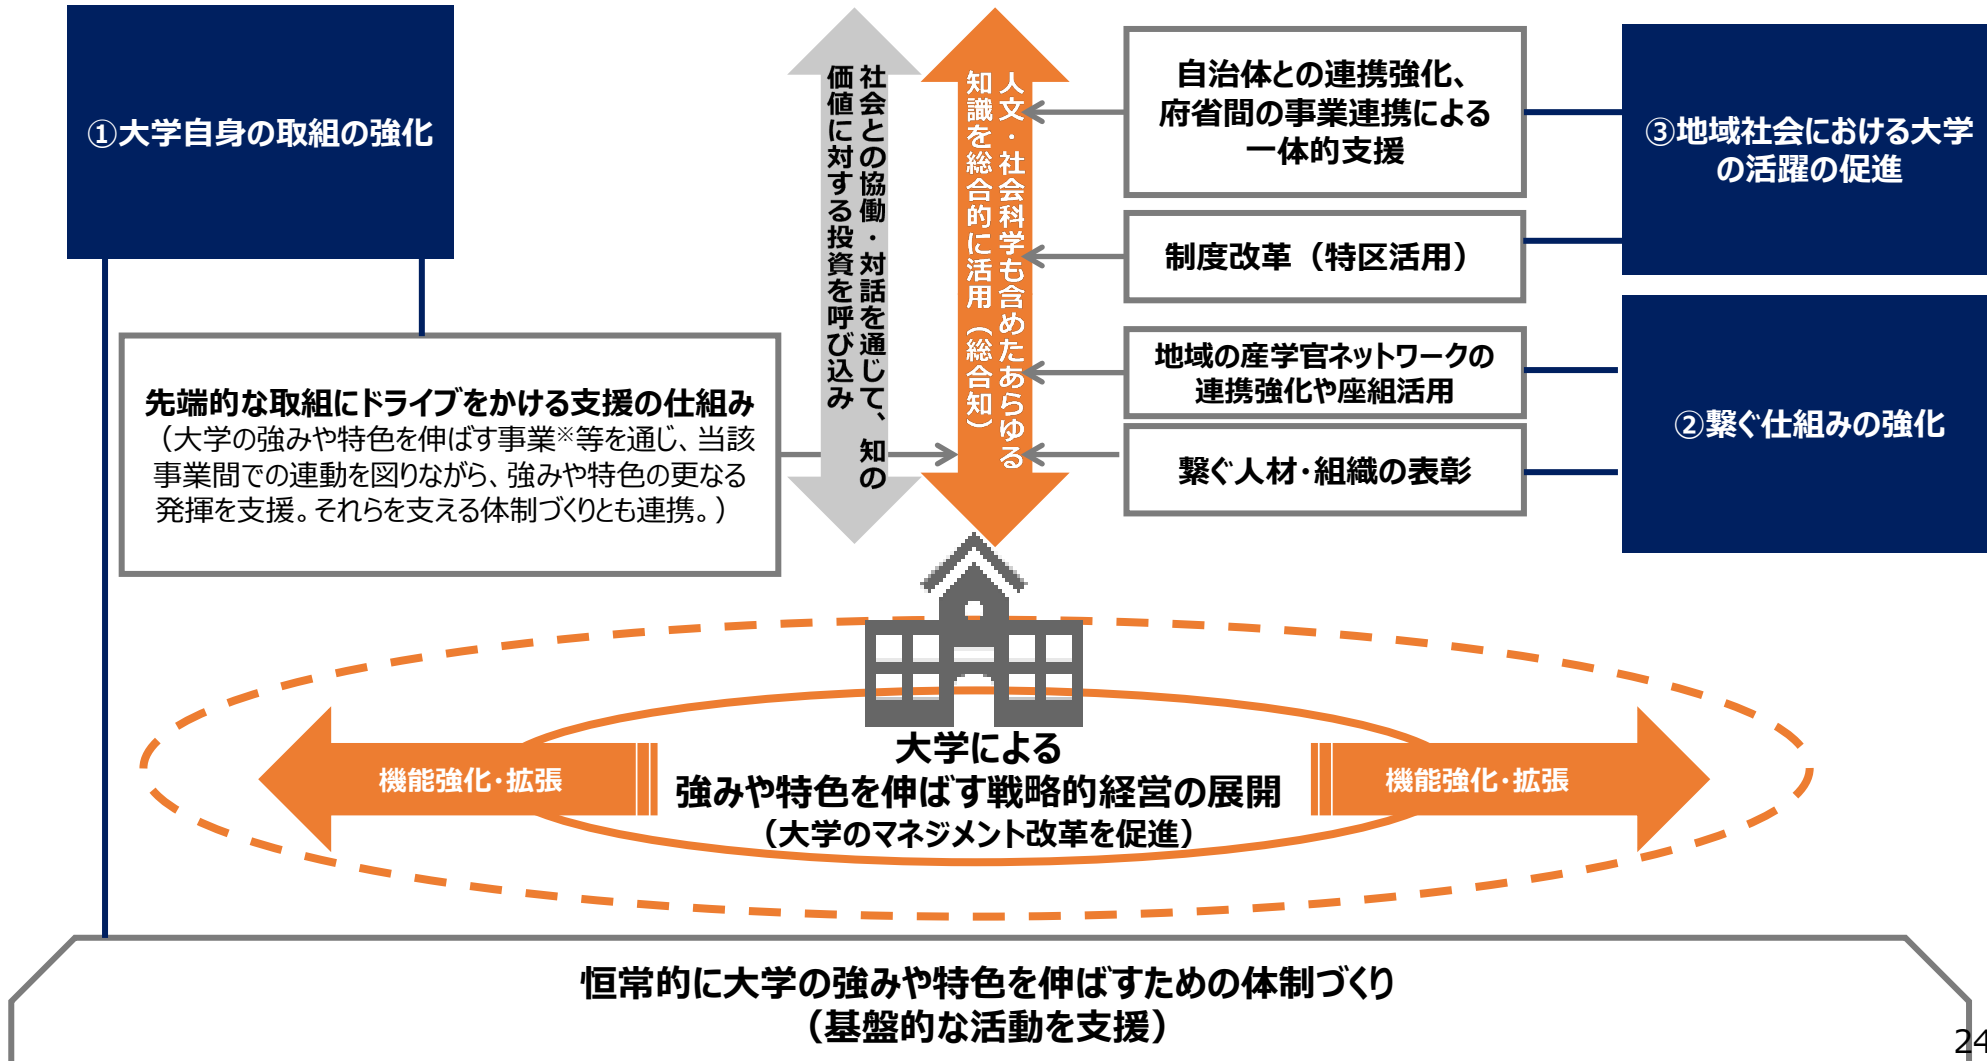 ①大学自身の取組の強化
先端的な取組にドライブをかける支援の仕組み
（大学の強みや特色を伸ばす事業※等を通じ、当該
事業間での連動を図りながら、強みや特色の更なる
発揮を支援。それらを支える体制づくりとも連携。）
社会との協働・対話を通じて、知の
価値に対する投資を呼び込み
人文・社会科学も含めたあらゆる
知識を総合的に活用（総合知）
自治体との連携強化、
府省間の事業連携による
一体的支援
制度改革（特区活用）
地域の産学官ネットワークの
連携強化や座組活用
繋ぐ人材・組織の表彰
③地域社会における大学
の活躍の促進
②繋ぐ仕組みの強化
機能強化・拡張
大学による
強みや特色を伸ばす戦略的経営の展開
（大学のマネジメント改革を促進）
機能強化・拡張
恒常的に大学の強みや特色を伸ばすための体制づくり
（基盤的な活動を支援）
24